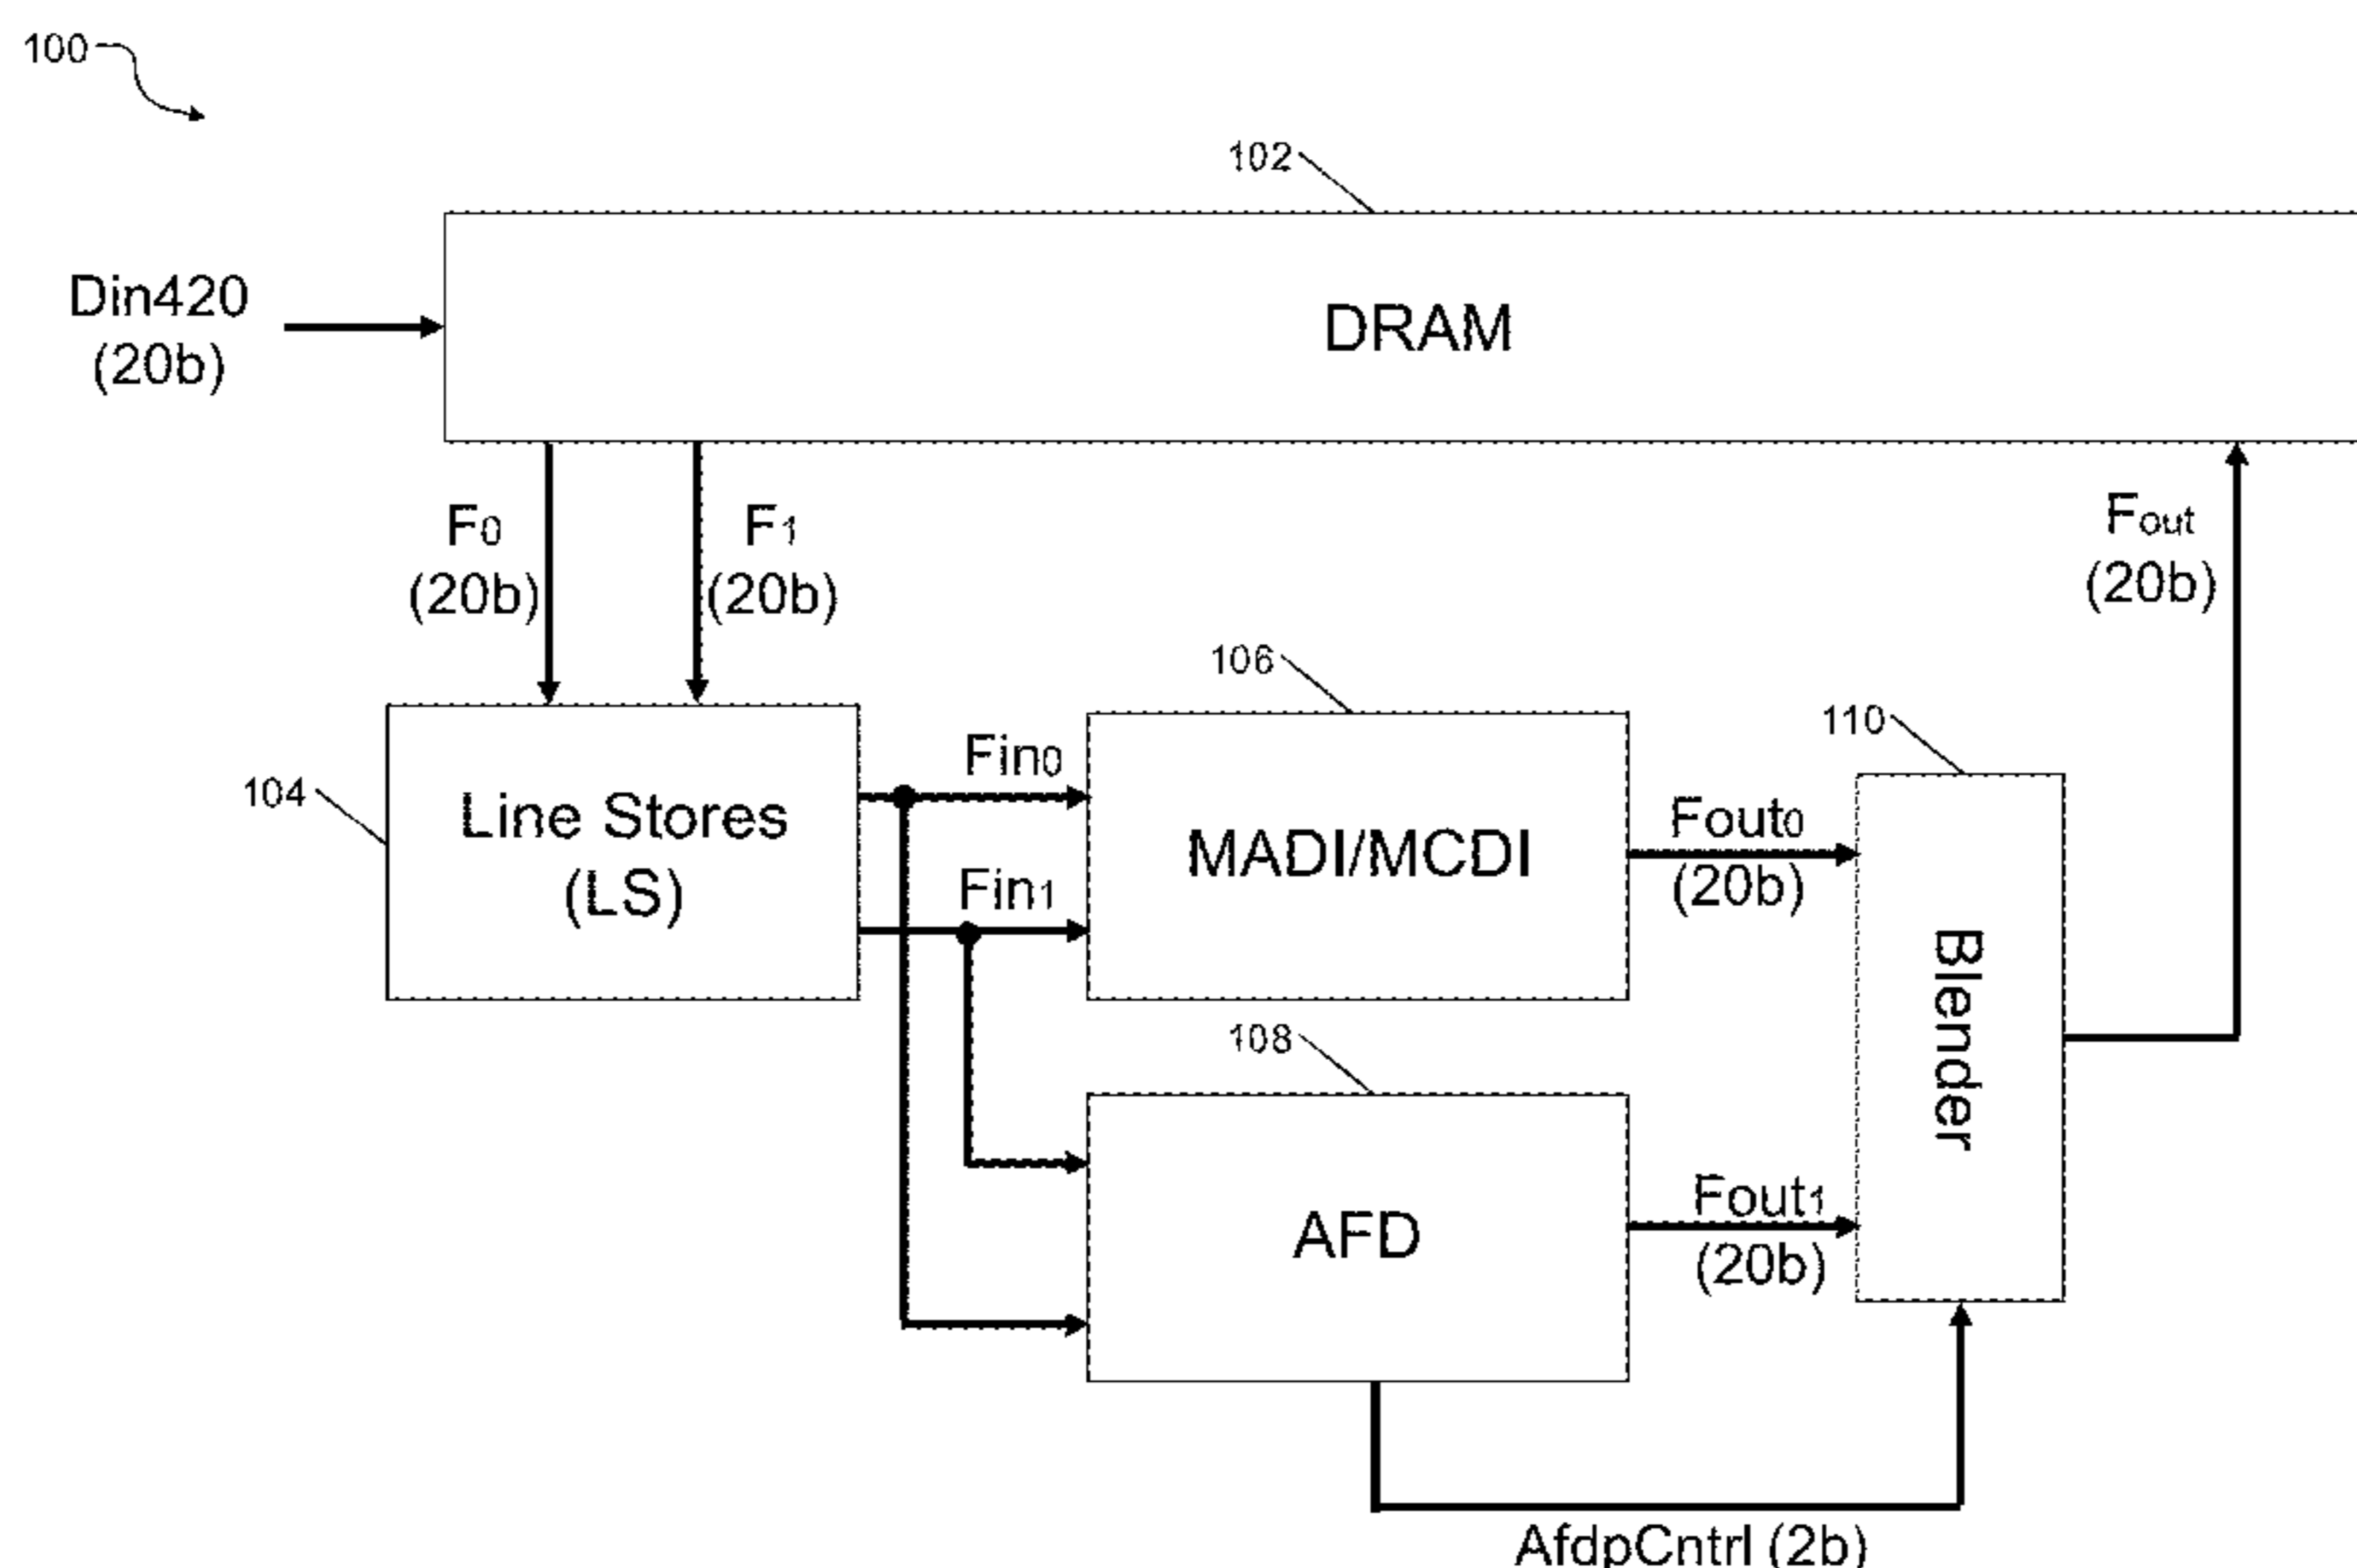 100
102
Din420
(20b)
DRAM
F0
(20b)
F1
(20b)
Fout
(20b)
106
110
104
Line Stores
(LS)
Fin0
Fin1
MADI/MCDI
Fout0
(20b)
Blender
108
AFD
Fout1
(20b)
AfdpCntrl (2b)